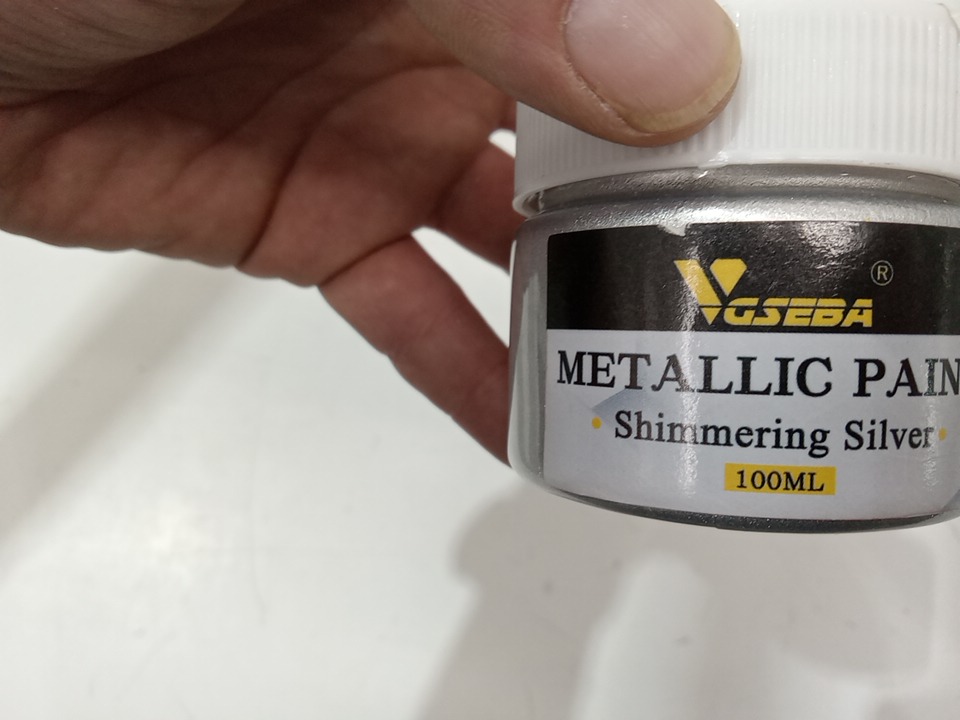 VGSEBA ®
METALLIC PAIN
• Shimmering Silver •
100ML